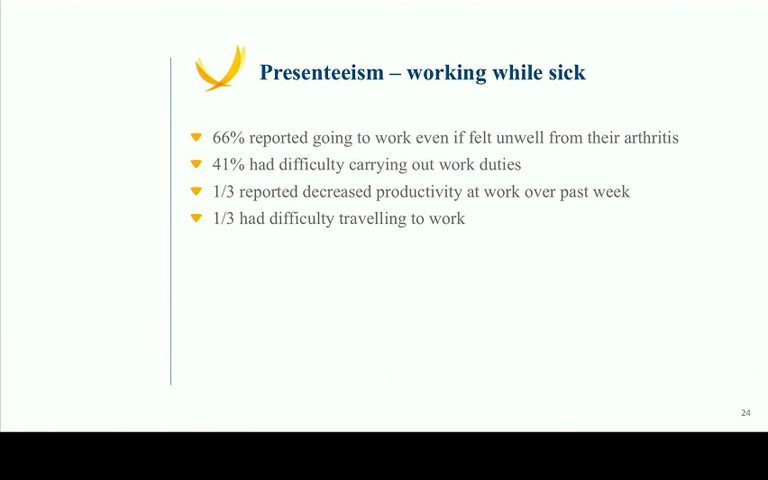 Presenteeism – working while sick
66% reported going to work even if felt unwell from their arthritis
41% had difficulty carrying out work duties
1/3 reported decreased productivity at work over past week
1/3 had difficulty travelling to work
24